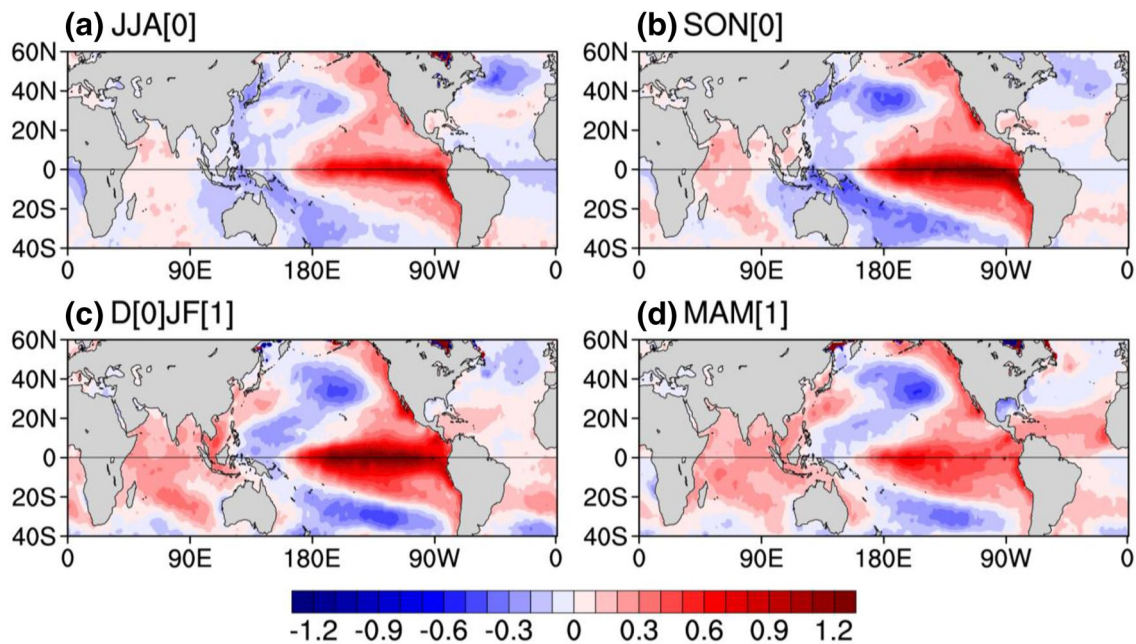 (a) JJA[0]
(b) SON[0]
60N
40N
20N
0
20S
40S
0 90E 180E 90W 0
60N
40N
20N
0
20S
40S
0 90E 180E 90W 0
(c) D[0]JF[1]
(d) MAM[1]
60N
40N
20N
0
20S
40S
0 90E 180E 90W 0
60N
40N
20N
0
20S
40S
0 90E 180E 90W 0
-1.2 -0.9 -0.6 -0.3 0 0.3 0.6 0.9 1.2